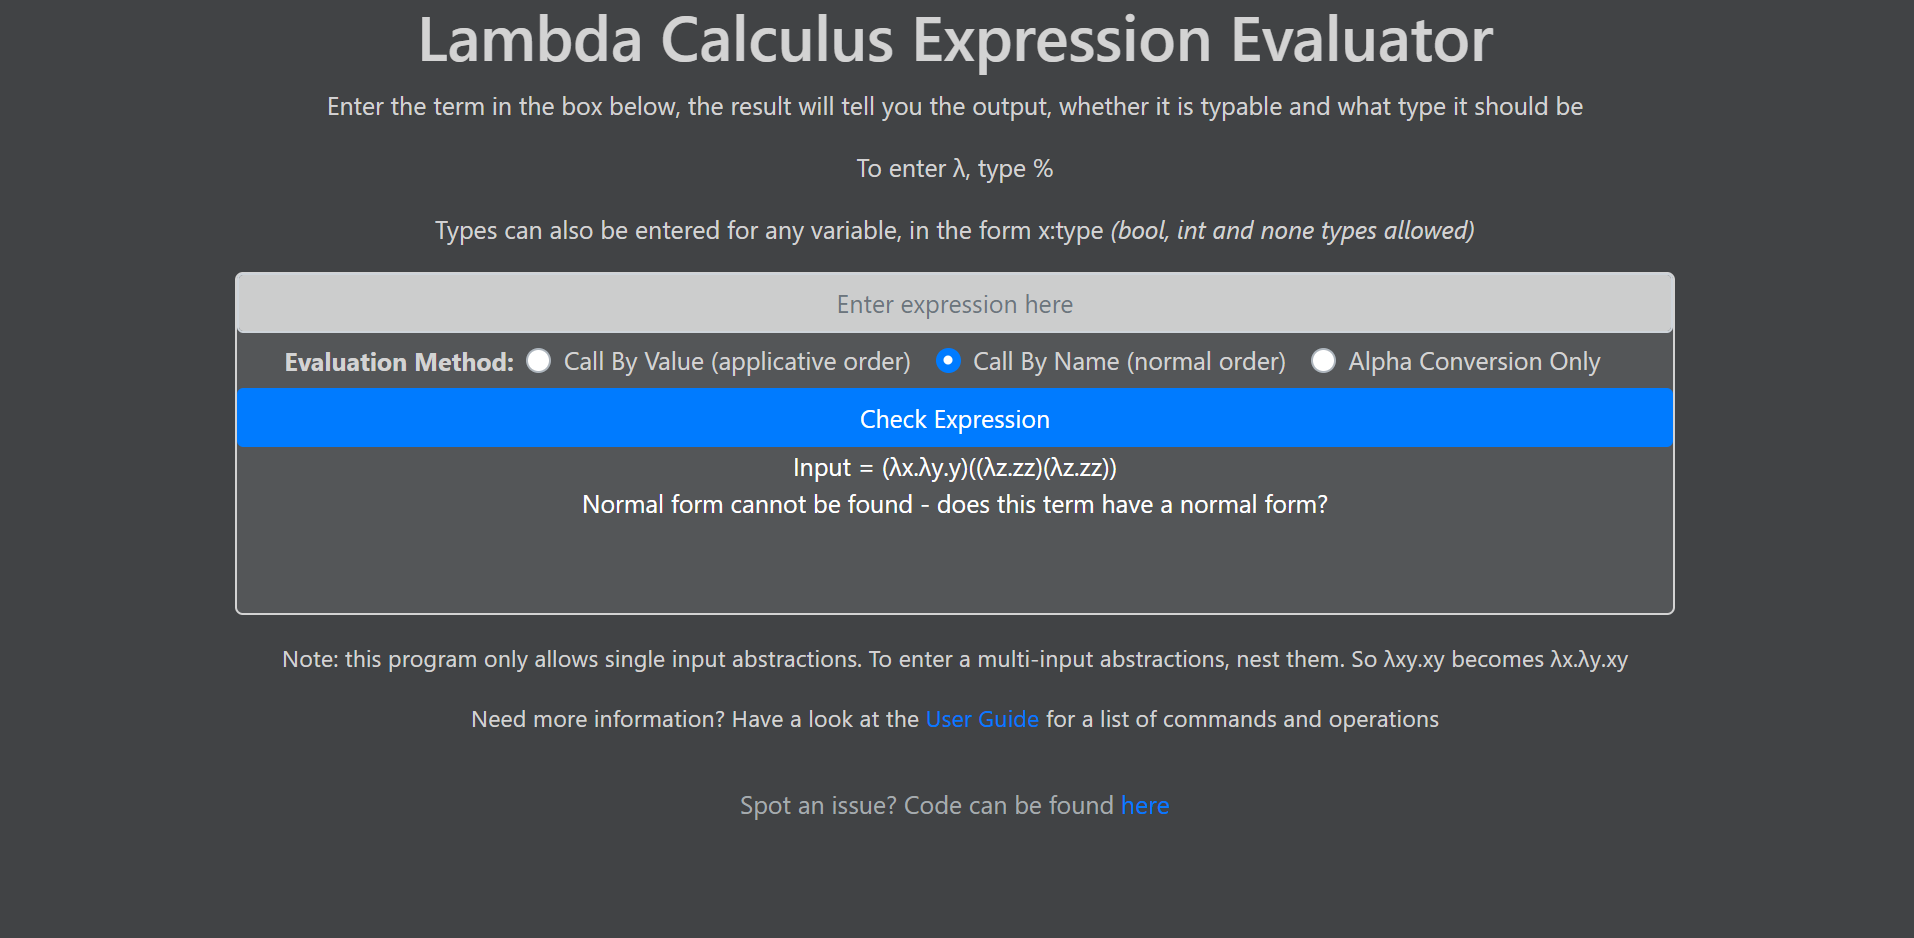 Lambda Calculus Expression Evaluator
Enter the term in the box below, the result will tell you the output, whether it is typable and what type it should be
To enter λ, type %
Types can also be entered for any variable, in the form x:type (bool, int and none types allowed)
Enter expression here
Evaluation Method: Call By Value (applicative order) Call By Name (normal order) Alpha Conversion Only
Check Expression
Input = (λx.λy.y)((λz.zz)(λz.zz))
Normal form cannot be found - does this term have a normal form?
Note: this program only allows single input abstractions. To enter a multi-input abstractions, nest them. So λxy.xy becomes λx.λy.xy
Need more information? Have a look at the User Guide for a list of commands and operations
Spot an issue? Code can be found here